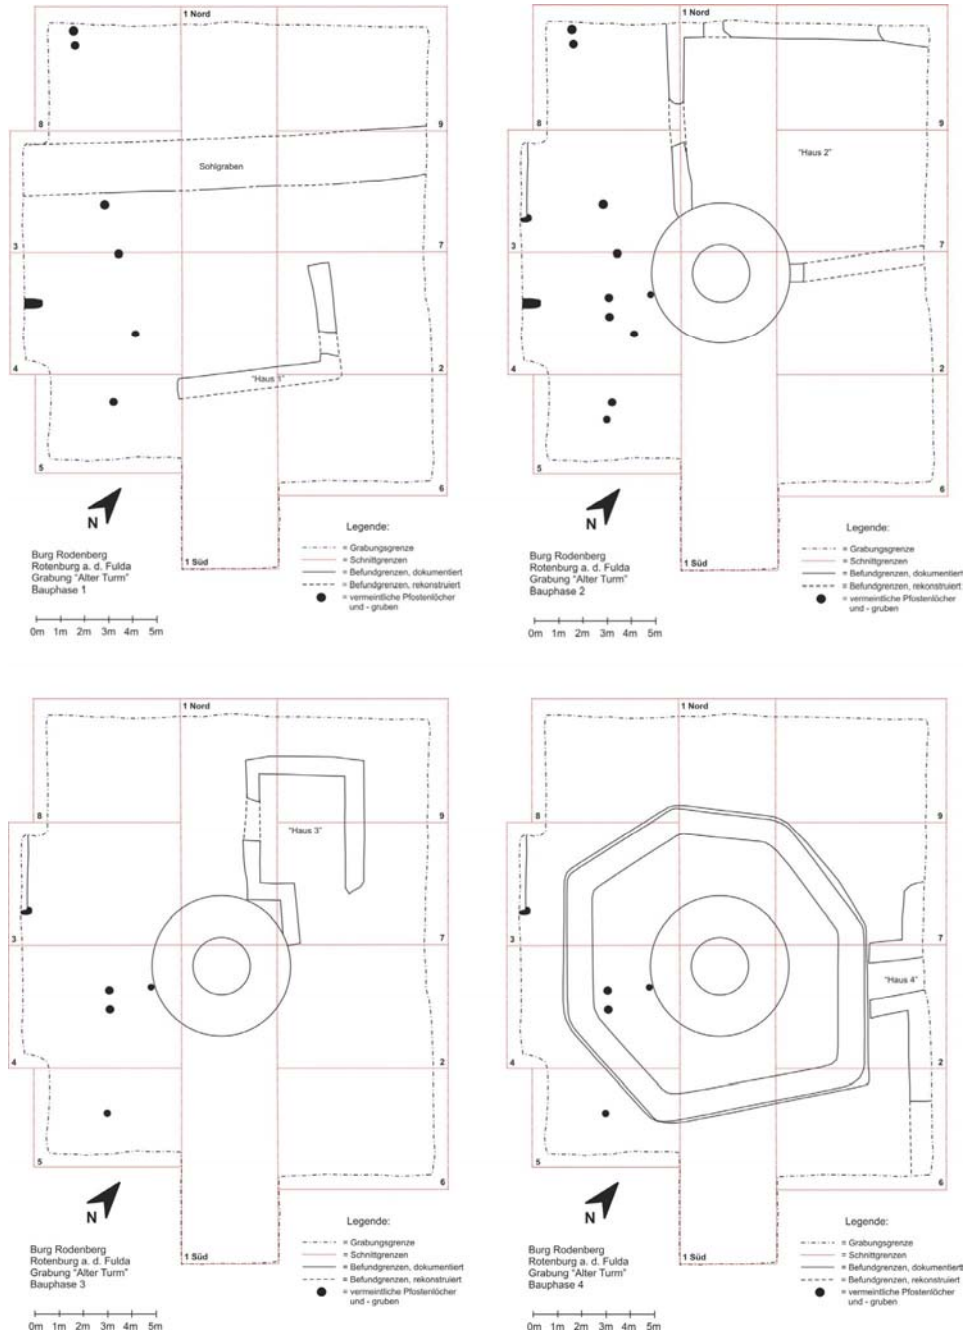 1 Nord
8
9
Sohlgraben
3
7
4
"Haus 1"
2
5
6
N
1 Süd
Burg Rodenberg
Rotenburg a. d. Fulda
Grabung "Alter Turm"
Bauphase 1
0m 1m 2m 3m 4m 5m
Legende:
= Grabungsgrenze
= Schnittgrenzen
= Befundgrenzen, dokumentiert
= Befundgrenzen, rekonstruiert
= vermeintliche Pfostenlöcher
und - gruben
1 Nord
8
9
"Haus 2"
3
7
4
2
5
6
N
1 Süd
Burg Rodenberg
Rotenburg a. d. Fulda
Grabung "Alter Turm"
Bauphase 2
0m 1m 2m 3m 4m 5m
Legende:
= Grabungsgrenze
= Schnittgrenzen
= Befundgrenzen, dokumentiert
= Befundgrenzen, rekonstruiert
= vermeintliche Pfostenlöcher
und - gruben
1 Nord
8
9
"Haus 3"
3
7
4
2
5
6
N
1 Süd
Burg Rodenberg
Rotenburg a. d. Fulda
Grabung "Alter Turm"
Bauphase 3
0m 1m 2m 3m 4m 5m
Legende:
= Grabungsgrenze
= Schnittgrenzen
= Befundgrenzen, dokumentiert
= Befundgrenzen, rekonstruiert
= vermeintliche Pfostenlöcher
und - gruben
1 Nord
8
9
3
7
"Haus 4"
4
2
5
6
N
1 Süd
Burg Rodenberg
Rotenburg a. d. Fulda
Grabung "Alter Turm"
Bauphase 4
0m 1m 2m 3m 4m 5m
Legende:
= Grabungsgrenze
= Schnittgrenzen
= Befundgrenzen, dokumentiert
= Befundgrenzen, rekonstruiert
= vermeintliche Pfostenlöcher
und - gruben